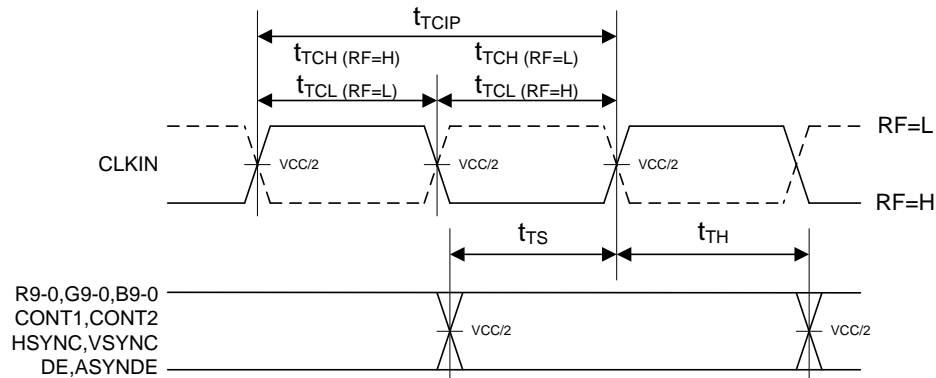 tTCIP
tTCH (RF=H) tTCH (RF=L)
tTCL (RF=L) tTCL (RF=H)
RF=L
CLKIN VCC/2 VCC/2 VCC/2
RF=H
tTS tTH
R9-0,G9-0,B9-0
CONT1,CONT2
VCC/2 VCC/2
HSYNC,VSYNC
DE,ASYNDE